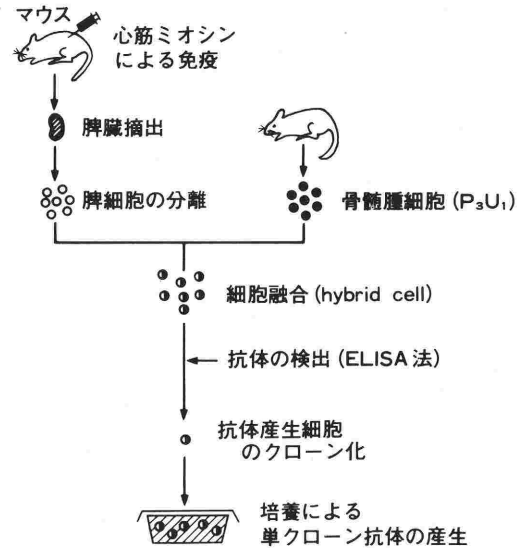 マウス
心筋ミオシン
による免疫
脾臓摘出
脾細胞の分離
骨髄腫細胞(P₃U₁)
細胞融合(hybrid cell)
抗体の検出(ELISA法)
抗体産生細胞
のクローン化
培養による
単クローン抗体の産生